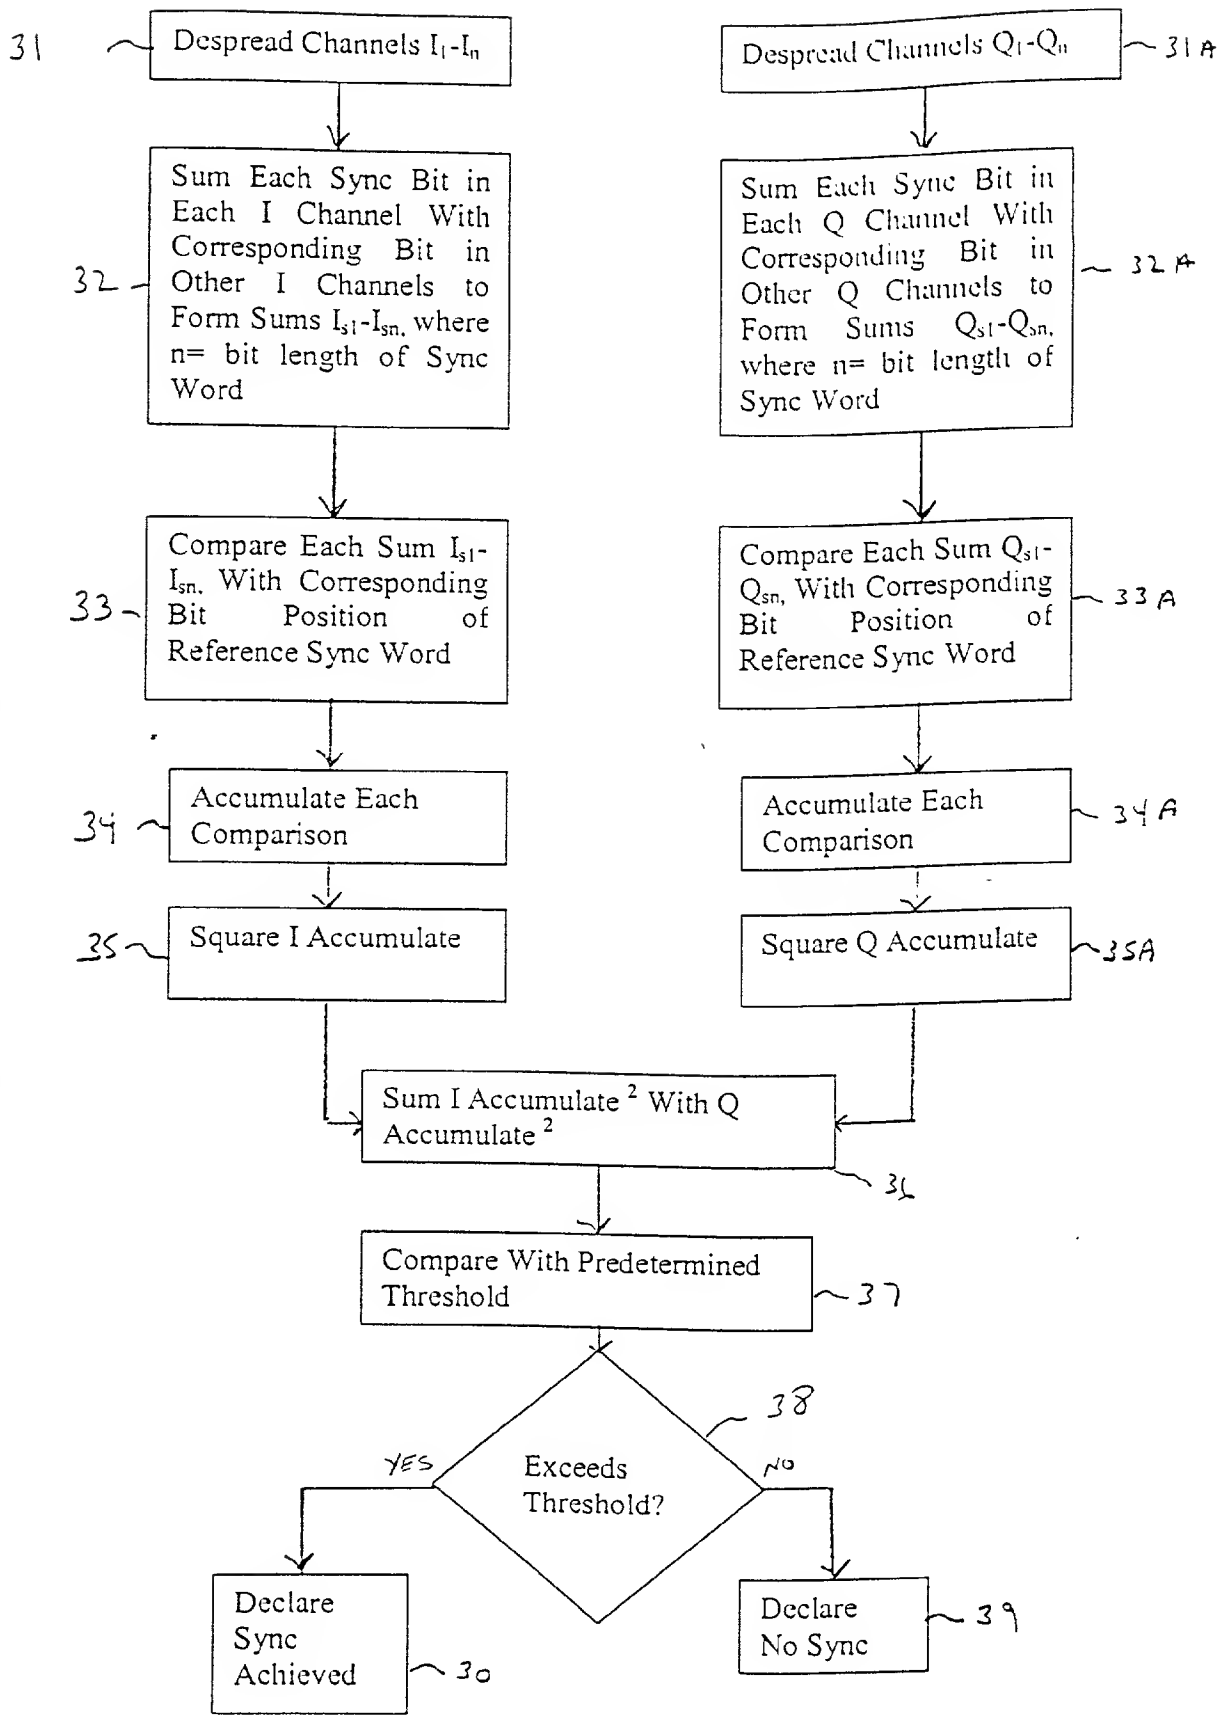 31
Despread Channels I₁-Iₙ
Despread Channels Q₁-Qₙ
31A
Sum Each Sync Bit in
Each I Channel With
Corresponding Bit in
Other I Channels to
Form Sums Iₛ₁-Iₛₙ, where
n= bit length of Sync
Word
32
Sum Each Sync Bit in
Each Q Channel With
Corresponding Bit in
Other Q Channels to
Form Sums Qₛ₁-Qₛₙ,
where n= bit length of
Sync Word
32A
Compare Each Sum Iₛ₁-
Iₛₙ, With Corresponding
Bit Position of
Reference Sync Word
33
Compare Each Sum Qₛ₁-
Qₛₙ, With Corresponding
Bit Position of
Reference Sync Word
33A
34
Accumulate Each
Comparison
Accumulate Each
Comparison
34A
35
Square I Accumulate
Square Q Accumulate
35A
Sum I Accumulate ² With Q
Accumulate ²
36
Compare With Predetermined
Threshold
37
38
YES
Exceeds
Threshold?
NO
Declare
Sync
Achieved
30
Declare
No Sync
39